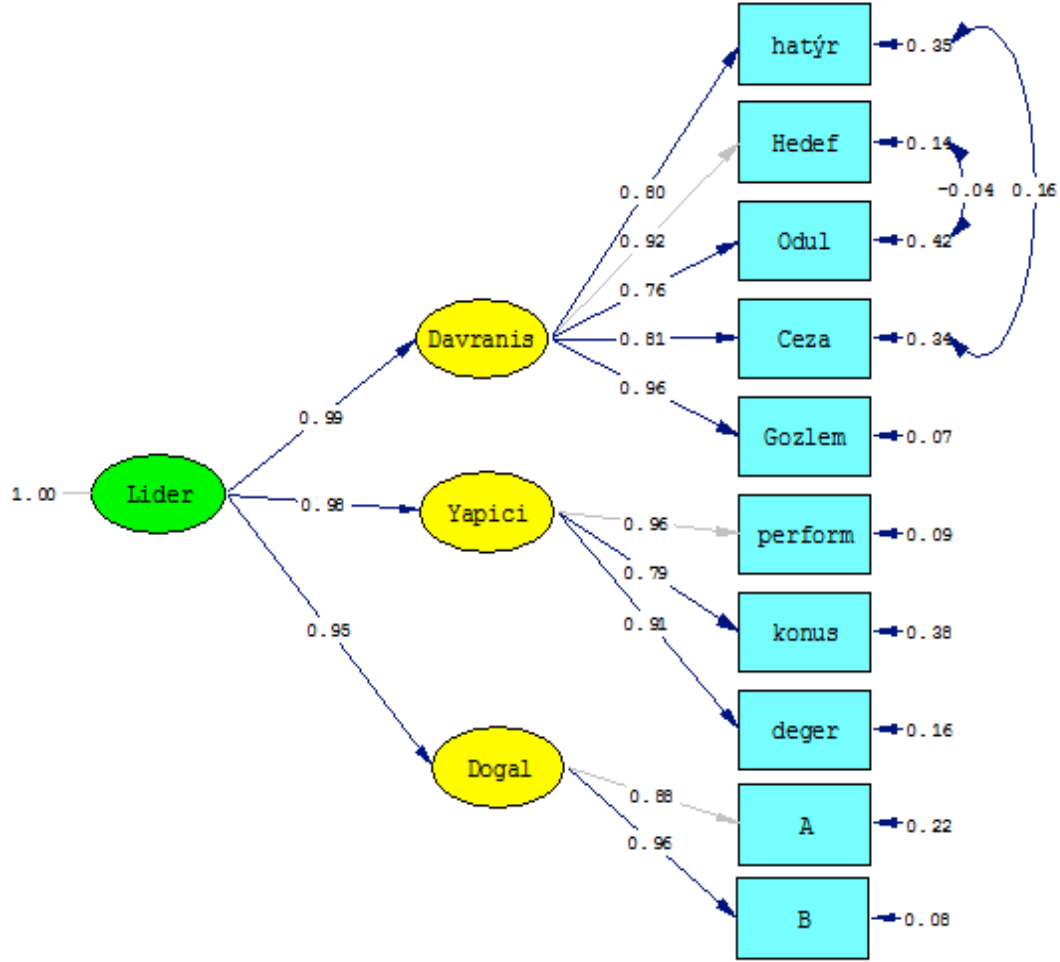 hatýr
0.35
Hedef
0.14
-0.04 0.16
0.80
Odul
0.42
0.92
0.76
Davranis
0.81
Ceza
0.34
0.96
Gozlem
0.07
0.99
1.00
Lider
0.98
Yapici
0.96
perform
0.09
0.79
konus
0.38
0.91
0.95
deger
0.16
Dogal
0.88
A
0.22
0.96
B
0.08